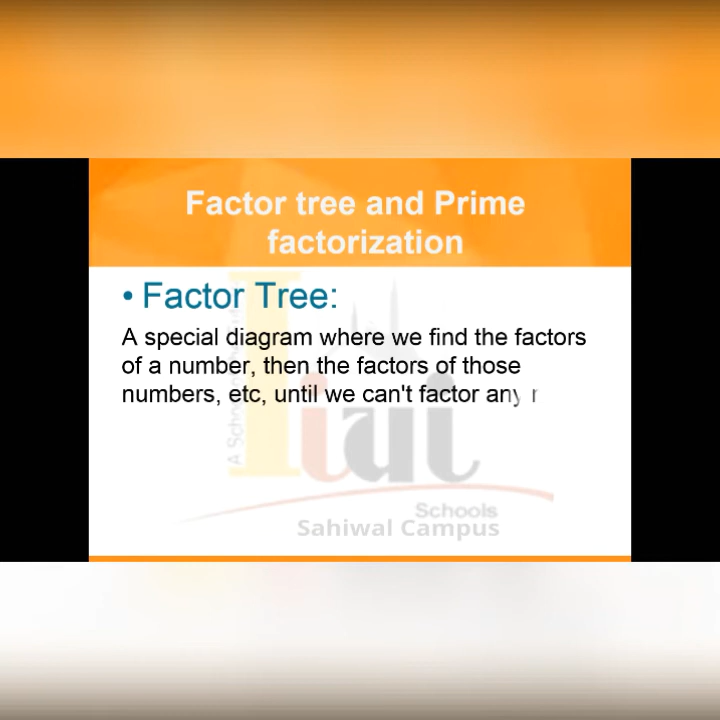 Factor tree and Prime
factorization
• Factor Tree:
A special diagram where we find the factors
of a number, then the factors of those
numbers, etc, until we can't factor any
Schools
Sahiwal Campus